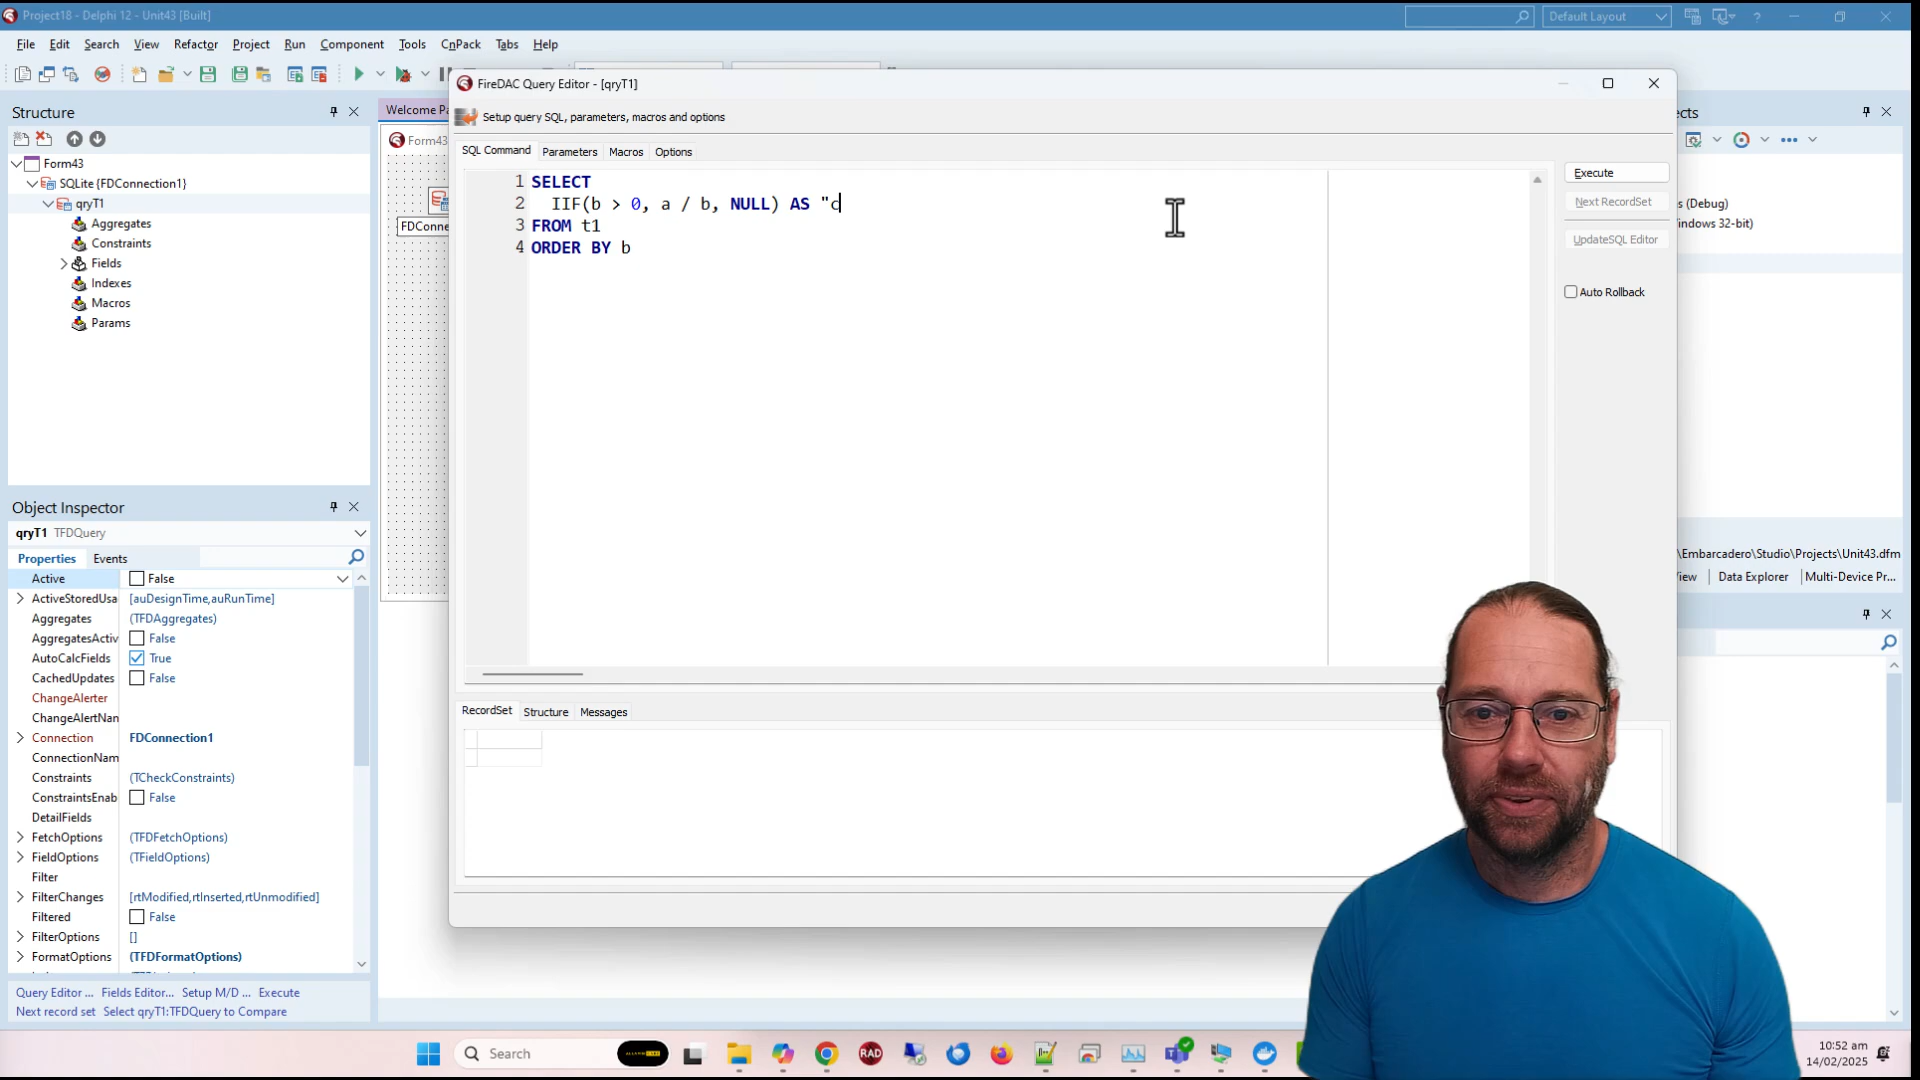 Project18 - Delphi 12 - Unit43 [Built]
Default Layout
File Edit Search View Refactor Project Run Component Tools CnPack Tabs Help
Structure
Form43
SQLite {FDConnection1}
qryT1
Aggregates
Constraints
Fields
Indexes
Macros
Params
Object Inspector
qryT1 TFDQuery
Properties Events
Active False
ActiveStoredUsa [auDesignTime,auRunTime]
Aggregates (TFDAggregates)
AggregatesActiv False
AutoCalcFields True
CachedUpdates False
ChangeAlerter
ChangeAlertNan
Connection FDConnection1
ConnectionNam
Constraints (TCheckConstraints)
ConstraintsEnab False
DetailFields
FetchOptions (TFDFetchOptions)
FieldOptions (TFieldOptions)
Filter
FilterChanges [rtModified,rtInserted,rtUnmodified]
Filtered False
FilterOptions []
FormatOptions (TFDFormatOptions)
Query Editor ... Fields Editor... Setup M/D ... Execute
Next record set Select qryT1:TFDQuery to Compare
Welcome Pa
Form43
FDConne
FireDAC Query Editor - [qryT1]
Setup query SQL, parameters, macros and options
SQL Command Parameters Macros Options
1 SELECT
2 IIF(b > 0, a / b, NULL) AS "c
3 FROM t1
4 ORDER BY b
Execute
Next RecordSet
UpdateSQL Editor
Auto Rollback
RecordSet Structure Messages
ects
s (Debug)
indows 32-bit)
\Embarcadero\Studio\Projects\Unit43.dfm
iew Data Explorer Multi-Device Pr...
Search
RAD
10:52 am
14/02/2025